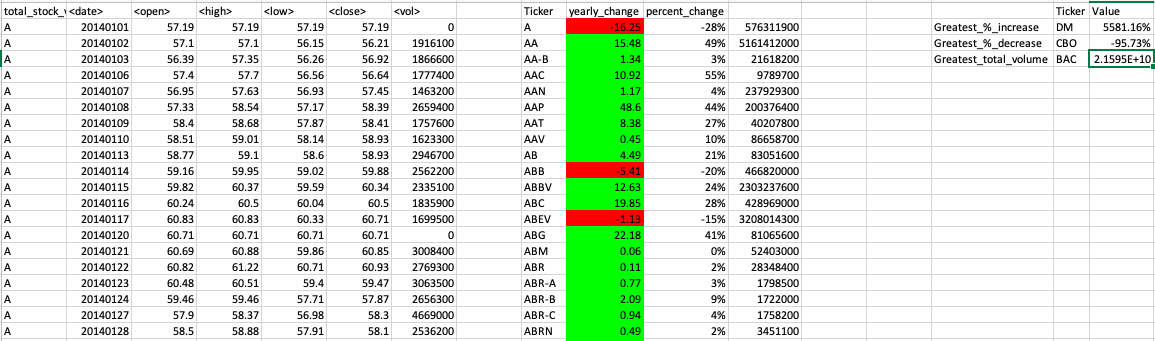 total_stock_v <date> <open> <high> <low> <close> <vol> Ticker yearly_change percent_change Ticker Value
A 20140101 57.19 57.19 57.19 57.19 0 A -16.25 -28% 576311900 Greatest_%_increase DM 5581.16%
A 20140102 57.1 57.1 56.15 56.21 1916100 AA 15.48 49% 5161412000 Greatest_%_decrease CBO -95.73%
A 20140103 56.39 57.35 56.26 56.92 1866600 AA-B 1.34 3% 21618200 Greatest_total_volume BAC 2.1595E+10
A 20140106 57.4 57.7 56.56 56.64 1777400 AAC 10.92 55% 9789700
A 20140107 56.95 57.63 56.93 57.45 1463200 AAN 1.17 4% 237929300
A 20140108 57.33 58.54 57.17 58.39 2659400 AAP 48.6 44% 200376400
A 20140109 58.4 58.68 57.87 58.41 1757600 AAT 8.38 27% 40207800
A 20140110 58.51 59.01 58.14 58.93 1623300 AAV 0.45 10% 86658700
A 20140113 58.77 59.1 58.6 58.93 2946700 AB 4.49 21% 83051600
A 20140114 59.16 59.95 59.02 59.88 2562200 ABB -5.41 -20% 466820000
A 20140115 59.82 60.37 59.59 60.34 2335100 ABBV 12.63 24% 2303237600
A 20140116 60.24 60.5 60.04 60.5 1835900 ABC 19.85 28% 428969000
A 20140117 60.83 60.83 60.33 60.71 1699500 ABEV -1.13 -15% 3208014300
A 20140120 60.71 60.71 60.71 60.71 0 ABG 22.18 41% 81065600
A 20140121 60.69 60.88 59.86 60.85 3008400 ABM 0.06 0% 52403000
A 20140122 60.82 61.22 60.71 60.93 2769300 ABR 0.11 2% 28348400
A 20140123 60.48 60.51 59.4 59.47 3063500 ABR-A 0.77 3% 1798500
A 20140124 59.46 59.46 57.71 57.87 2656300 ABR-B 2.09 9% 1722000
A 20140127 57.9 58.37 56.98 58.3 4669000 ABR-C 0.94 4% 1758200
A 20140128 58.5 58.88 57.91 58.1 2536200 ABRN 0.49 2% 3451100